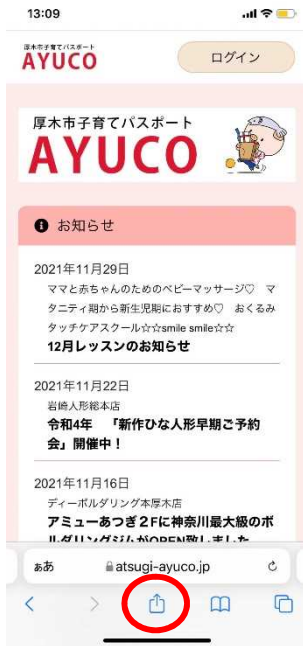 13:09
厚木市子育てパスポート
AYUCO
ログイン
厚木市子育てパスポート
AYUCO
お知らせ
2021年11月29日
ママと赤ちゃんのためのベビーマッサージ♡ マ
タニティ期から新生児期におすすめ♡ おくるみ
タッチケアスクール☆☆smile smile☆☆
12月レッスンのお知らせ
2021年11月22日
岩崎人形総本店
令和4年 「新作ひな人形早期ご予約
会」開催中！
2021年11月16日
ディーボルダリング本厚木店
アミューあつぎ２Fに神奈川最大級のボ
ルダリングジムがOPEN致しました
ぁあ
atsugi-ayuco.jp